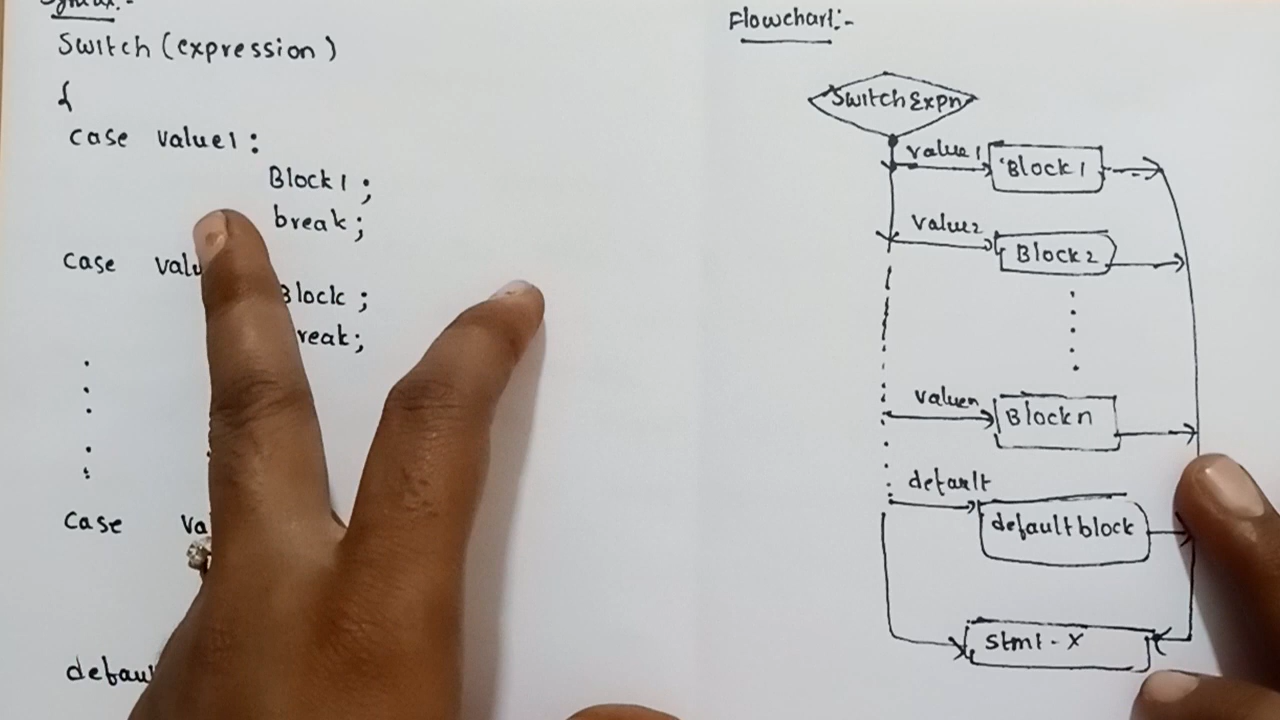 Switch (expression)
{
case value1 :
Block1 ;
break ;
case
Block ;
;
case
Flowchart:-
Switch Expn
value1
Block1
value2
Block2
valuen
Blockn
default
default block
Stmt - X